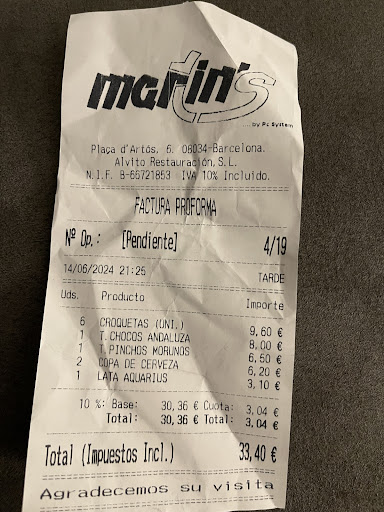 martin's
....by Pc System
Plaça d'Artós, 6. 08034-Barcelona.
Alvito Restauración, S.L.
N.I.F. B-66721853 IVA 10% Incluido.
FACTURA PROFORMA
Nº Op.: [Pendiente] 4/19
14/06/2024 21:25 TARDE
Uds. Producto Importe
6 CROQUETAS (UNI.) 9,60 €
1 T.CHOCOS ANDALUZA 8,00 €
1 T.PINCHOS MORUNOS 6,50 €
2 COPA DE CERVEZA 6,20 €
1 LATA AQUARIUS 3,10 €
10 %: Base: 30,36 € Cuota: 3,04 €
Total: 30,36 € Total: 3,04 €
Total (Impuestos Incl.) 33,40 €
Agradecemos su visita